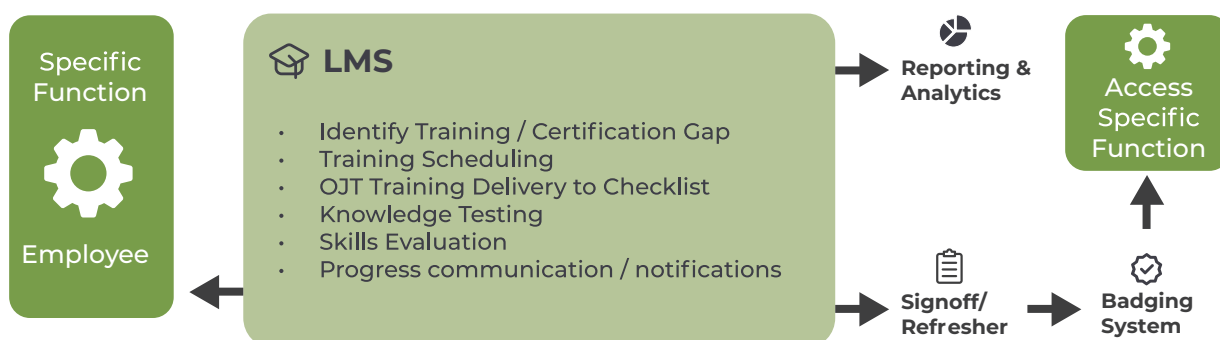 Specific
Function
Employee
LMS
• Identify Training / Certification Gap
• Training Scheduling
• OJT Training Delivery to Checklist
• Knowledge Testing
• Skills Evaluation
• Progress communication / notifications
Reporting &
Analytics
Signoff/
Refresher
Badging
System
Access
Specific
Function